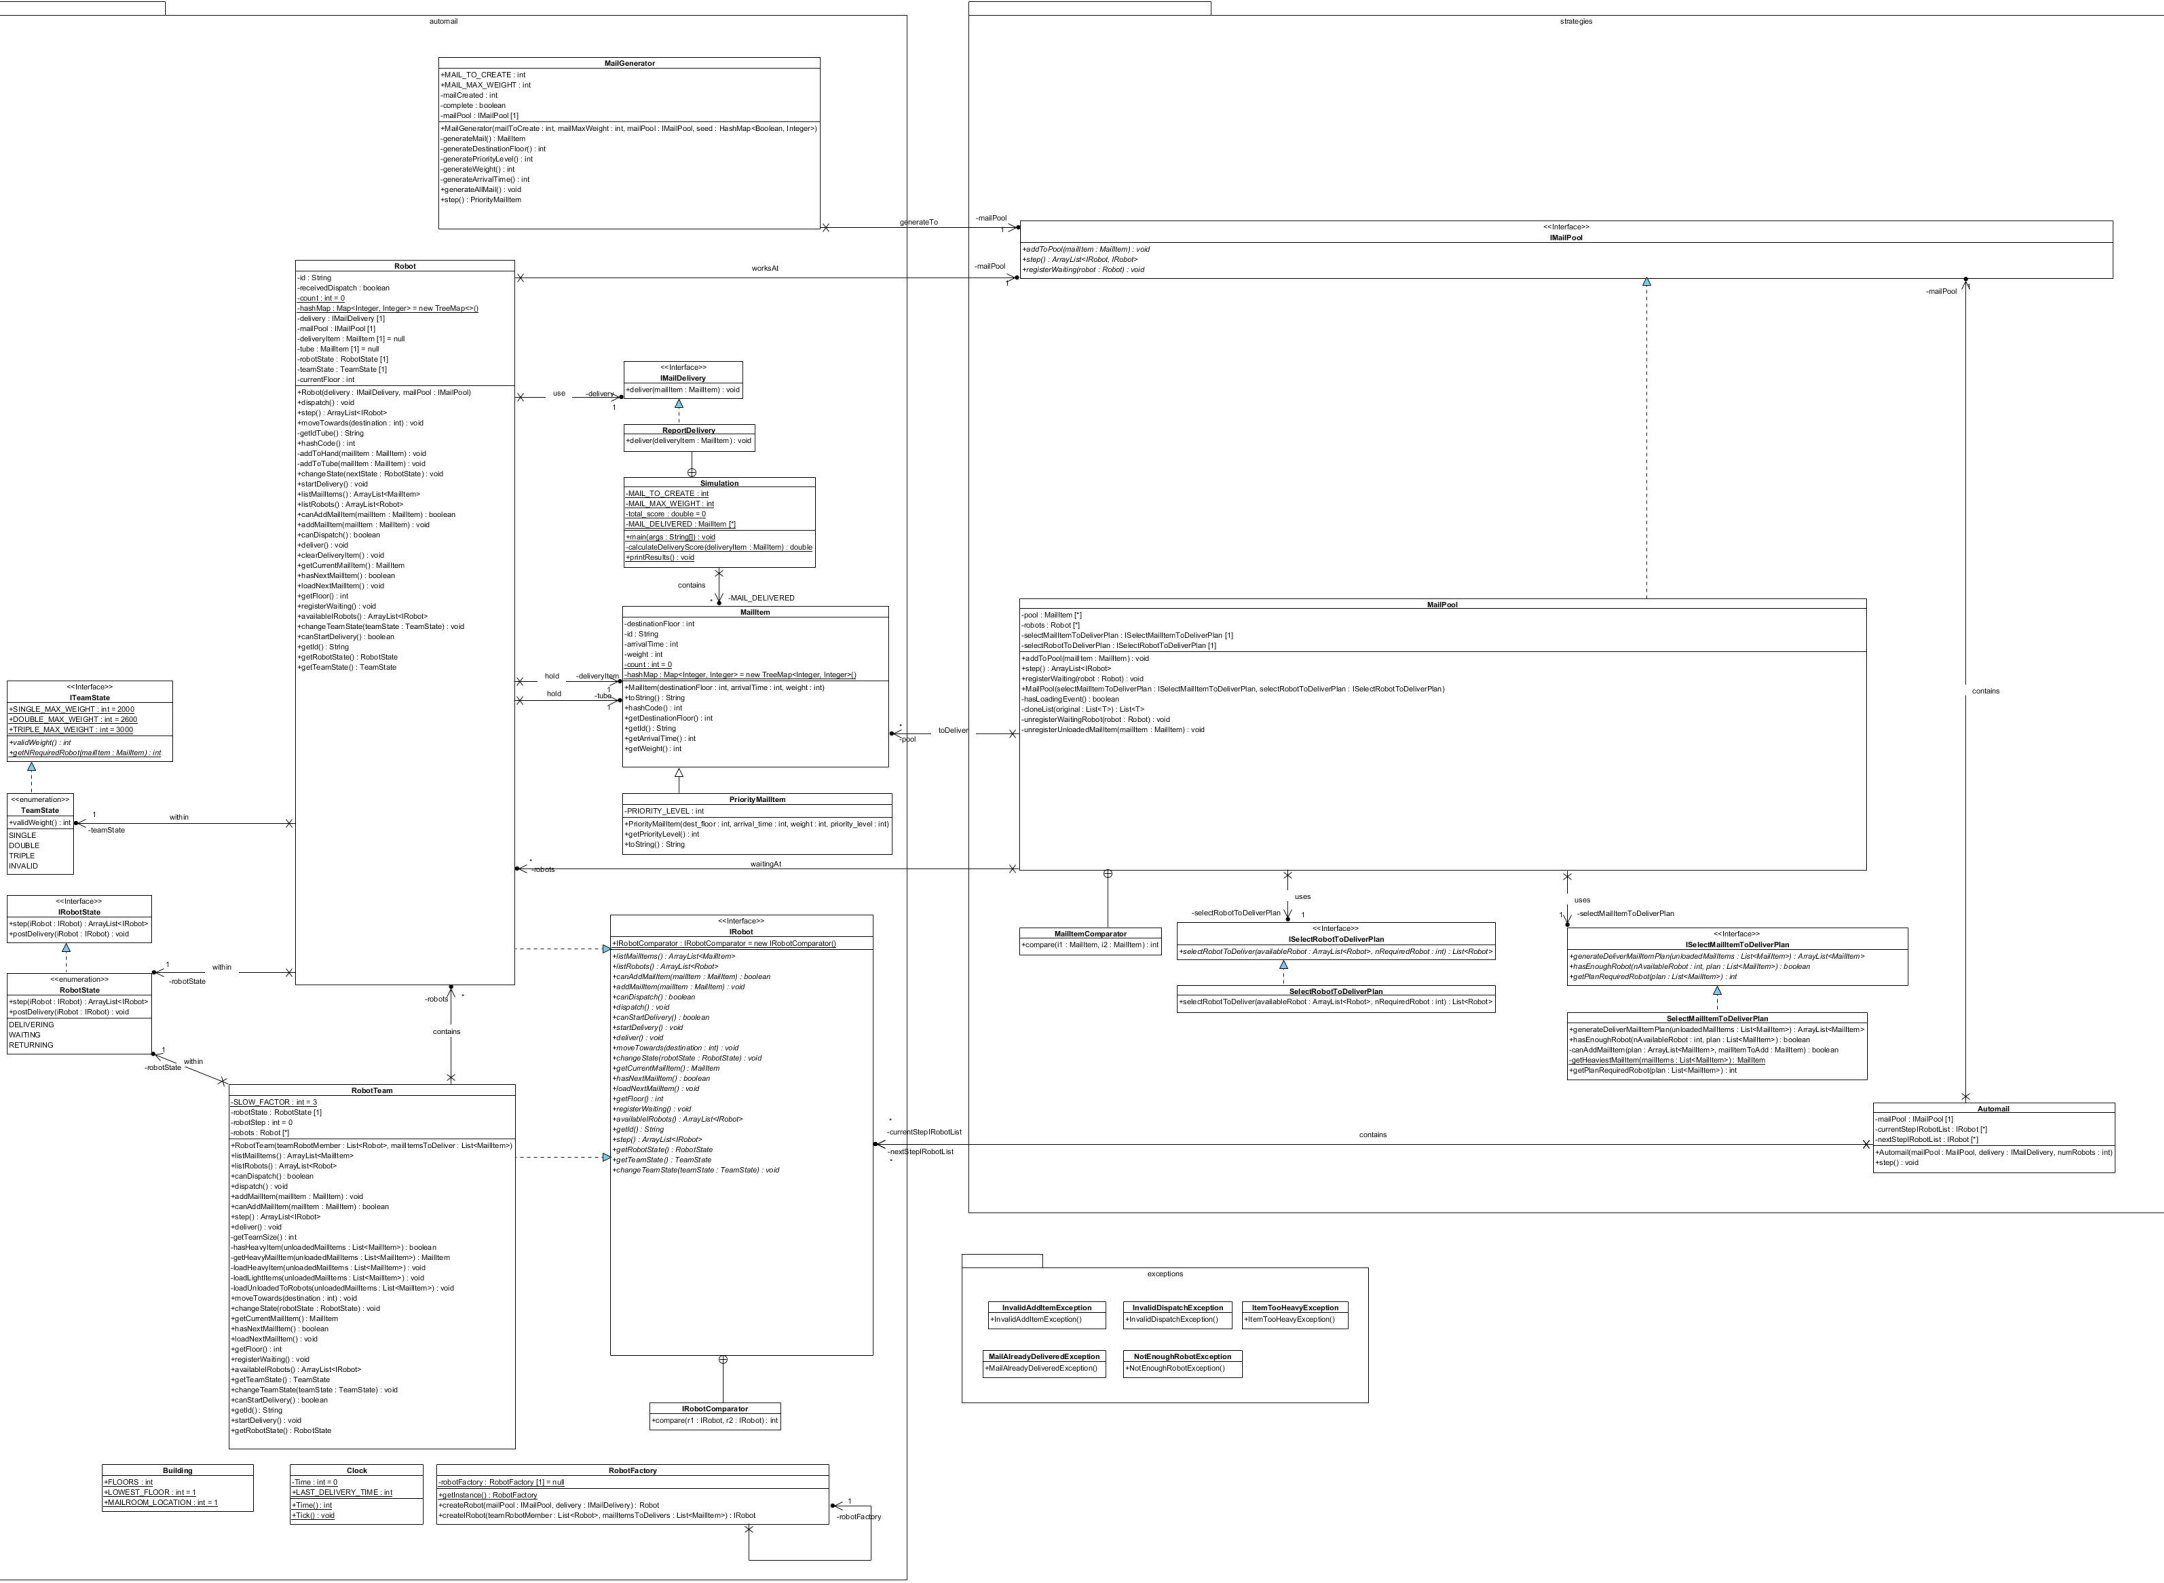 automail
strategies
MailGenerator
+MAIL_TO_CREATE : int
+MAIL_MAX_WEIGHT : int
-mailCreated : int
-complete : boolean
-mailPool : IMailPool [1]
+MailGenerator(mailToCreate : int, mailMaxWeight : int, mailPool : IMailPool, seed : HashMap<Boolean, Integer>)
-generateMail() : MailItem
-generateDestinationFloor() : int
-generatePriorityLevel() : int
-generateWeight() : int
-generateArrivalTime() : int
+generateAllMail() : void
+step() : PriorityMailItem
generateTo
-mailPool
1
<<Interface>>
IMailPool
+addToPool(mailItem : MailItem) : void
+step() : ArrayList<IRobot, IRobot>
+registerWaiting(robot : Robot) : void
worksAt
-mailPool
1
-mailPool
1
contains
Robot
-id : String
-receivedDispatch : boolean
-count : int = 0
-hashMap : Map<Integer, Integer> = new TreeMap<>()
-delivery : IMailDelivery [1]
-mailPool : IMailPool [1]
-deliveryItem : MailItem [1] = null
-tube : MailItem [1] = null
-robotState : RobotState [1]
-teamState : TeamState [1]
-currentFloor : int
+Robot(delivery : IMailDelivery, mailPool : IMailPool)
+dispatch() : void
+step() : ArrayList<IRobot>
+moveTowards(destination : int) : void
-getIdTube() : String
+hashCode() : int
-addToHand(mailItem : MailItem) : void
-addToTube(mailItem : MailItem) : void
+changeState(nextState : RobotState) : void
+startDelivery() : void
+listMailItems() : ArrayList<MailItem>
+listRobots() : ArrayList<Robot>
+canAddMailItem(mailItem : MailItem) : boolean
+addMailItem(mailItem : MailItem) : void
+canDispatch() : boolean
+deliver() : void
+clearDeliveryItem() : void
+getCurrentMailItem() : MailItem
+hasNextMailItem() : boolean
+loadNextMailItem() : void
+getFloor() : int
+registerWaiting() : void
+availableIRobots() : ArrayList<IRobot>
+changeTeamState(teamState : TeamState) : void
+canStartDelivery() : boolean
+getId() : String
+getRobotState() : RobotState
+getTeamState() : TeamState
use
-delivery
1
<<Interface>>
IMailDelivery
+deliver(mailItem : MailItem) : void
ReportDelivery
+deliver(deliveryItem : MailItem) : void
Simulation
-MAIL_TO_CREATE : int
-MAIL_MAX_WEIGHT : int
-total_score : double = 0
-MAIL_DELIVERED : MailItem [*]
+main(args : String[]) : void
-calculateDeliveryScore(deliveryItem : MailItem) : double
+printResults() : void
contains
*
-MAIL_DELIVERED
MailItem
-destinationFloor : int
-id : String
-arrivalTime : int
-weight : int
-count : int = 0
-hashMap : Map<Integer, Integer> = new TreeMap<Integer, Integer>()
+MailItem(destinationFloor : int, arrivalTime : int, weight : int)
+toString() : String
+hashCode() : int
+getDestinationFloor() : int
+getId() : String
+getArrivalTime() : int
+getWeight() : int
hold
-deliveryItem
1
hold
-tube
1
PriorityMailItem
-PRIORITY_LEVEL : int
+PriorityMailItem(dest_floor : int, arrival_time : int, weight : int, priority_level : int)
+getPriorityLevel() : int
+toString() : String
*
-pool
toDeliver
MailPool
-pool : MailItem [*]
-robots : Robot [*]
-selectMailItemToDeliverPlan : ISelectMailItemToDeliverPlan [1]
-selectRobotToDeliverPlan : ISelectRobotToDeliverPlan [1]
+addToPool(mailItem : MailItem) : void
+step() : ArrayList<IRobot>
+registerWaiting(robot : Robot) : void
+MailPool(selectMailItemToDeliverPlan : ISelectMailItemToDeliverPlan, selectRobotToDeliverPlan : ISelectRobotToDeliverPlan)
-hasLoadingEvent() : boolean
-cloneList(original : List<T>) : List<T>
-unregisterWaitingRobot(robot : Robot) : void
-unregisterUnloadedMailItem(mailItem : MailItem) : void
<<Interface>>
ITeamState
+SINGLE_MAX_WEIGHT : int = 2000
+DOUBLE_MAX_WEIGHT : int = 2600
+TRIPLE_MAX_WEIGHT : int = 3000
+validWeight() : int
+getNRequiredRobot(mailItem : MailItem) : int
<<enumeration>>
TeamState
+validWeight() : int
SINGLE
DOUBLE
TRIPLE
INVALID
1
-teamState
within
*
-robots
waitingAt
<<Interface>>
IRobotState
+step(iRobot : IRobot) : ArrayList<IRobot>
+postDelivery(iRobot : IRobot) : void
<<enumeration>>
RobotState
+step(iRobot : IRobot) : ArrayList<IRobot>
+postDelivery(iRobot : IRobot) : void
DELIVERING
WAITING
RETURNING
1
-robotState
within
1
-robotState
within
-robots
*
contains
MailItemComparator
+compare(i1 : MailItem, i2 : MailItem) : int
uses
-selectRobotToDeliverPlan
1
<<Interface>>
ISelectRobotToDeliverPlan
+selectRobotToDeliver(availableRobot : ArrayList<Robot>, nRequiredRobot : int) : List<Robot>
SelectRobotToDeliverPlan
+selectRobotToDeliver(availableRobot : ArrayList<Robot>, nRequiredRobot : int) : List<Robot>
uses
1
-selectMailItemToDeliverPlan
<<Interface>>
ISelectMailItemToDeliverPlan
+generateDeliverMailItemPlan(unloadedMailItems : List<MailItem>) : ArrayList<MailItem>
+hasEnoughRobot(nAvailableRobot : int, plan : List<MailItem>) : boolean
+getPlanRequiredRobot(plan : List<MailItem>) : int
SelectMailItemToDeliverPlan
+generateDeliverMailItemPlan(unloadedMailItems : List<MailItem>) : ArrayList<MailItem>
+hasEnoughRobot(nAvailableRobot : int, plan : List<MailItem>) : boolean
-canAddMailItem(plan : ArrayList<MailItem>, mailItemToAdd : MailItem) : boolean
-getHeaviestMailItem(mailItems : List<MailItem>) : MailItem
+getPlanRequiredRobot(plan : List<MailItem>) : int
<<Interface>>
IRobot
+IRobotComparator : IRobotComparator = new IRobotComparator()
+listMailItems() : ArrayList<MailItem>
+listRobots() : ArrayList<Robot>
+canAddMailItem(mailItem : MailItem) : boolean
+addMailItem(mailItem : MailItem) : void
+canDispatch() : boolean
+dispatch() : void
+canStartDelivery() : boolean
+startDelivery() : void
+deliver() : void
+moveTowards(destination : int) : void
+changeState(robotState : RobotState) : void
+getCurrentMailItem() : MailItem
+hasNextMailItem() : boolean
+loadNextMailItem() : void
+getFloor() : int
+registerWaiting() : void
+availableIRobots() : ArrayList<IRobot>
+getId() : String
+step() : ArrayList<IRobot>
+getRobotState() : RobotState
+getTeamState() : TeamState
+changeTeamState(teamState : TeamState) : void
*
-currentStepIRobotList
-nextStepIRobotList
*
contains
Automail
-mailPool : IMailPool [1]
-currentStepIRobotList : IRobot [*]
-nextStepIRobotList : IRobot [*]
+Automail(mailPool : MailPool, delivery : IMailDelivery, numRobots : int)
+step() : void
RobotTeam
-SLOW_FACTOR : int = 3
-robotState : RobotState [1]
-robotStep : int = 0
-robots : Robot [*]
+RobotTeam(teamRobotMember : List<Robot>, mailItemsToDeliver : List<MailItem>)
+listMailItems() : ArrayList<MailItem>
+listRobots() : ArrayList<Robot>
+canDispatch() : boolean
+dispatch() : void
+addMailItem(mailItem : MailItem) : void
+canAddMailItem(mailItem : MailItem) : boolean
+step() : ArrayList<IRobot>
+deliver() : void
-getTeamSize() : int
-hasHeavyItem(unloadedMailItems : List<MailItem>) : boolean
-getHeavyMailItem(unloadedMailItems : List<MailItem>) : MailItem
-loadHeavyItem(unloadedMailItems : List<MailItem>) : void
-loadLightItems(unloadedMailItems : List<MailItem>) : void
-loadUnloadedToRobots(unloadedMailItems : List<MailItem>) : void
+moveTowards(destination : int) : void
+changeState(robotState : RobotState) : void
+getCurrentMailItem() : MailItem
+hasNextMailItem() : boolean
+loadNextMailItem() : void
+getFloor() : int
+registerWaiting() : void
+availableIRobots() : ArrayList<IRobot>
+getTeamState() : TeamState
+changeTeamState(teamState : TeamState) : void
+canStartDelivery() : boolean
+getId() : String
+startDelivery() : void
+getRobotState() : RobotState
IRobotComparator
+compare(r1 : IRobot, r2 : IRobot) : int
exceptions
InvalidAddItemException
+InvalidAddItemException()
InvalidDispatchException
+InvalidDispatchException()
ItemTooHeavyException
+ItemTooHeavyException()
MailAlreadyDeliveredException
+MailAlreadyDeliveredException()
NotEnoughRobotException
+NotEnoughRobotException()
Building
+FLOORS : int
+LOWEST_FLOOR : int = 1
+MAILROOM_LOCATION : int = 1
Clock
-Time : int = 0
+LAST_DELIVERY_TIME : int
+Time() : int
+Tick() : void
RobotFactory
-robotFactory : RobotFactory [1] = null
+getInstance() : RobotFactory
+createRobot(mailPool : IMailPool, delivery : IMailDelivery) : Robot
+createIRobot(teamRobotMember : List<Robot>, mailItemsToDelivers : List<MailItem>) : IRobot
1
-robotFactory